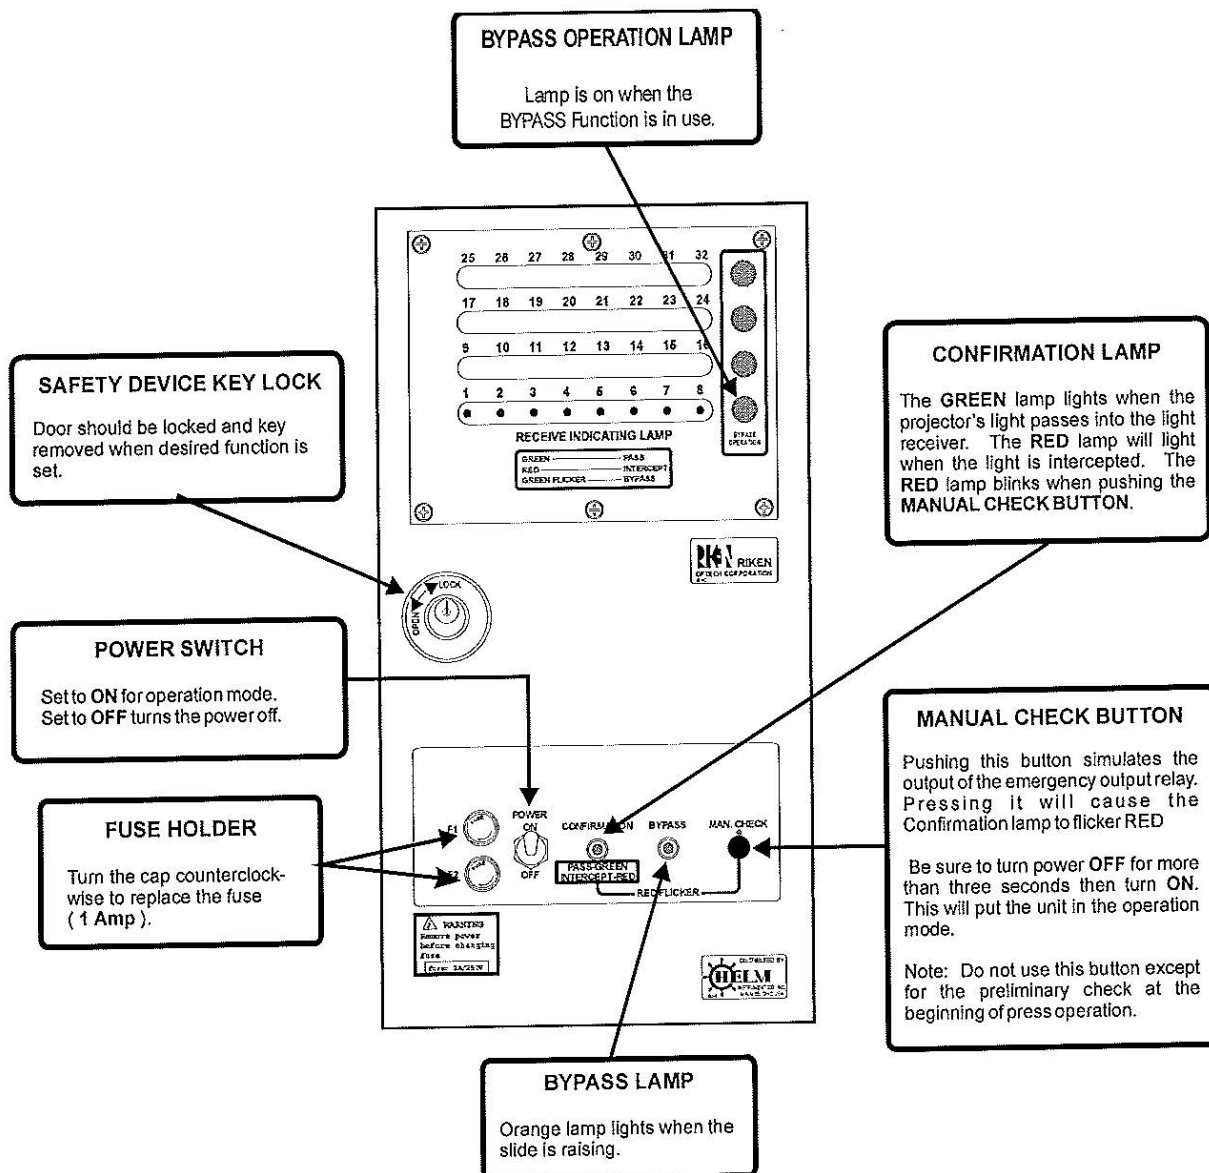 BYPASS OPERATION LAMP
Lamp is on when the
BYPASS Function is in use.
SAFETY DEVICE KEY LOCK
Door should be locked and key
removed when desired function is
set.
POWER SWITCH
Set to ON for operation mode.
Set to OFF turns the power off.
FUSE HOLDER
Turn the cap counterclock-
wise to replace the fuse
( 1 Amp ).
25 26 27 28 29 30 31 32
17 18 19 20 21 22 23 24
9 10 11 12 13 14 15 16
1 2 3 4 5 6 7 8
BYPASS
OPERATION
RECEIVE INDICATING LAMP
GREEN PASS
RED INTERCEPT
GREEN FLICKER BYPASS
RIKEN
OPTECH CORPORATION
LOCK
OPEN
F1
F2
POWER
ON
OFF
CONFIRMATION
PASS-GREEN
INTERCEPT-RED
BYPASS
MAN. CHECK
RED FLICKER
WARNING
Remove power
before changing
fuse
DISTRIBUTED BY
HELM
CONFIRMATION LAMP
The GREEN lamp lights when the
projector's light passes into the light
receiver. The RED lamp will light
when the light is intercepted. The
RED lamp blinks when pushing the
MANUAL CHECK BUTTON.
MANUAL CHECK BUTTON
Pushing this button simulates the
output of the emergency output relay.
Pressing it will cause the
Confirmation lamp to flicker RED
Be sure to turn power OFF for more
than three seconds then turn ON.
This will put the unit in the operation
mode.
Note: Do not use this button except
for the preliminary check at the
beginning of press operation.
BYPASS LAMP
Orange lamp lights when the
slide is raising.